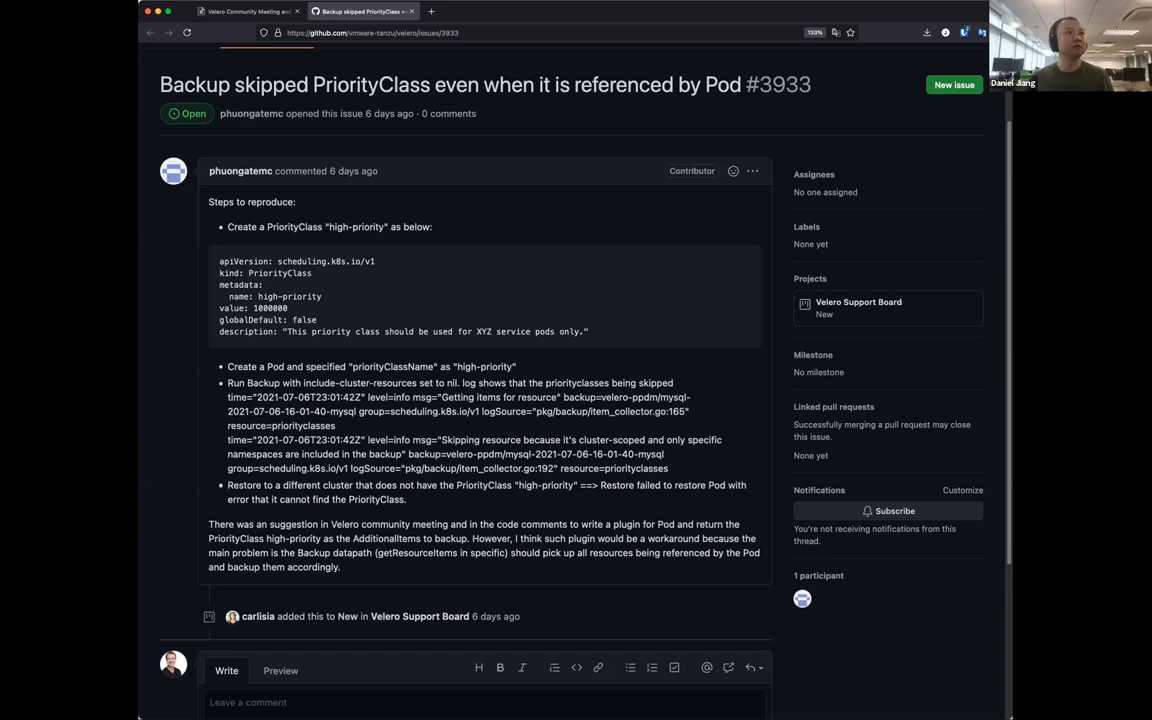 Velero Community Meeting and
Backup skipped PriorityClass e
https://github.com/vmware-tanzu/velero/issues/3933
133%
Daniel Jiang
Backup skipped PriorityClass even when it is referenced by Pod #3933
New issue
Open
phuongatemc opened this issue 6 days ago · 0 comments
phuongatemc commented 6 days ago
Contributor
Steps to reproduce:
• Create a PriorityClass "high-priority" as below:
apiVersion: scheduling.k8s.io/v1
kind: PriorityClass
metadata:
name: high-priority
value: 1000000
globalDefault: false
description: "This priority class should be used for XYZ service pods only."
• Create a Pod and specified "priorityClassName" as "high-priority"
• Run Backup with include-cluster-resources set to nil. log shows that the priorityclasses being skipped
time="2021-07-06T23:01:42Z" level=info msg="Getting items for resource" backup=velero-ppdm/mysql-
2021-07-06-16-01-40-mysql group=scheduling.k8s.io/v1 logSource="pkg/backup/item_collector.go:165"
resource=priorityclasses
time="2021-07-06T23:01:42Z" level=info msg="Skipping resource because it's cluster-scoped and only specific
namespaces are included in the backup" backup=velero-ppdm/mysql-2021-07-06-16-01-40-mysql
group=scheduling.k8s.io/v1 logSource="pkg/backup/item_collector.go:192" resource=priorityclasses
• Restore to a different cluster that does not have the PriorityClass "high-priority" ==> Restore failed to restore Pod with
error that it cannot find the PriorityClass.
There was an suggestion in Velero community meeting and in the code comments to write a plugin for Pod and return the
PriorityClass high-priority as the AdditionalItems to backup. However, I think such plugin would be a workaround because the
main problem is the Backup datapath (getResourceItems in specific) should pick up all resources being referenced by the Pod
and backup them accordingly.
carlisia added this to New in Velero Support Board 6 days ago
Write
Preview
Leave a comment
Assignees
No one assigned
Labels
None yet
Projects
Velero Support Board
New
Milestone
No milestone
Linked pull requests
Successfully merging a pull request may close
this issue.
None yet
Notifications
Customize
Subscribe
You're not receiving notifications from this
thread.
1 participant